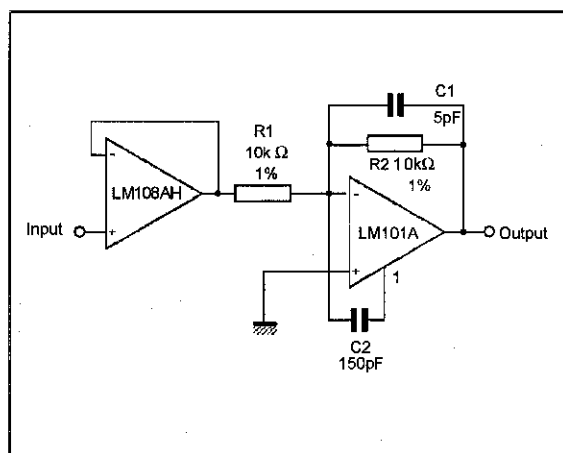 C1
5pF
R1
10k Ω
1%
R2 10kΩ
1%
-
LM108AH
+
Input
-
LM101A
+
Output
1
C2
150pF